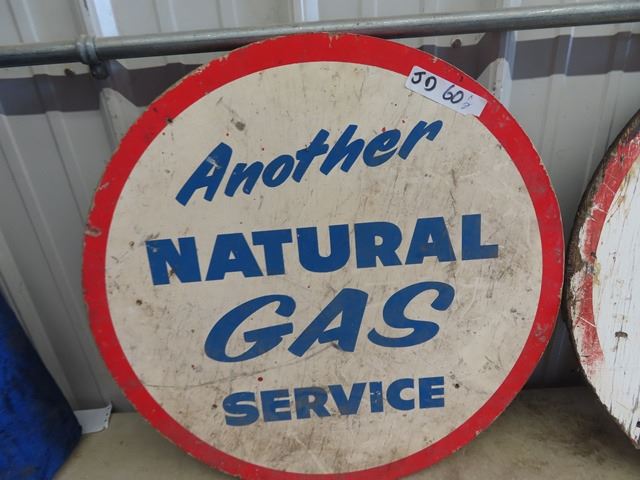 JD 60
Another
NATURAL
GAS
SERVICE